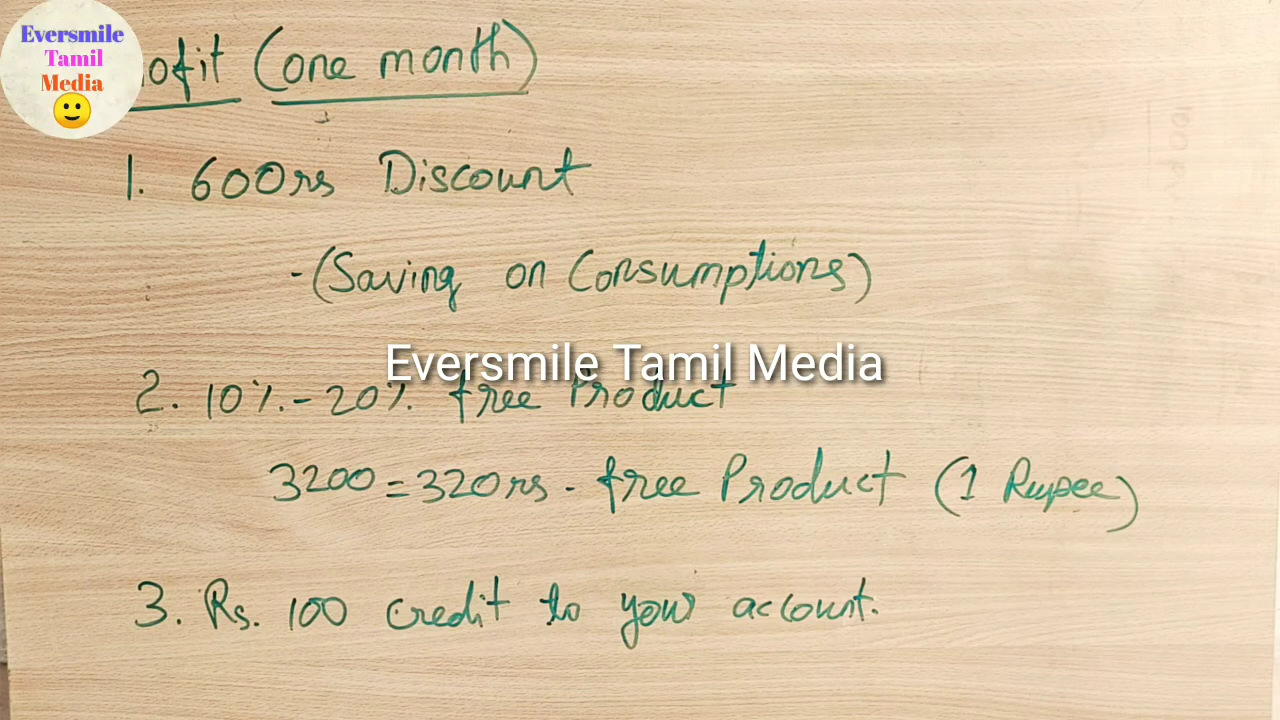 Eversmile
Tamil
Media
ofit (one month)
1. 600rs Discount
-(Saving on Consumptions)
Eversmile Tamil Media
2. 10%-20% free Product
3200=320rs - free Product (1 Rupee)
3. Rs. 100 credit to your account.